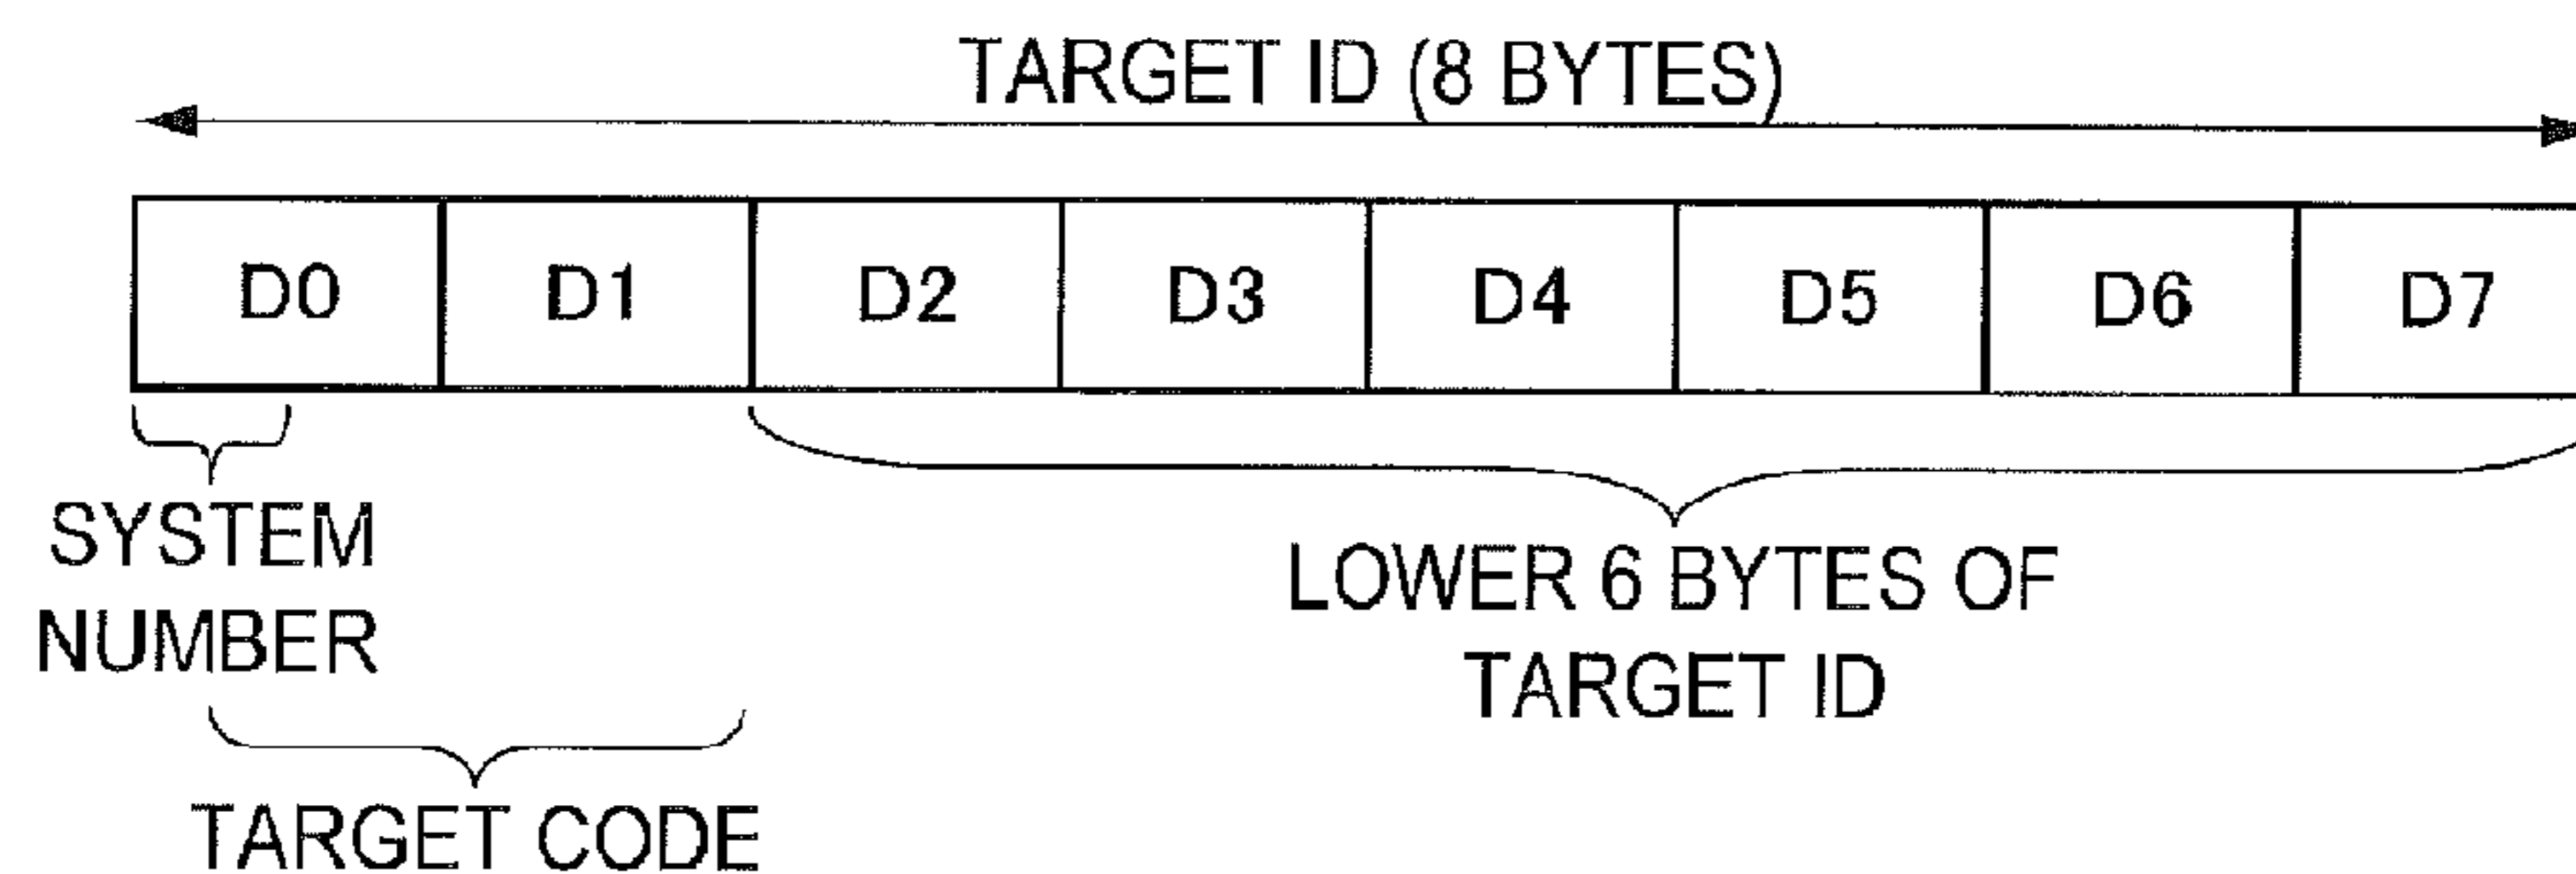 TARGET ID (8 BYTES)
D0 D1 D2 D3 D4 D5 D6 D7
SYSTEM
NUMBER
LOWER 6 BYTES OF
TARGET ID
TARGET CODE